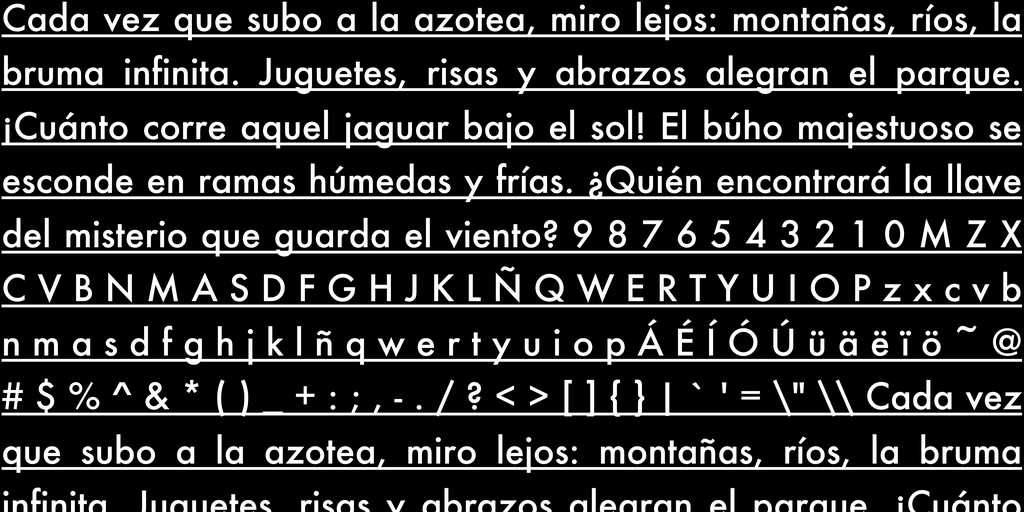 Cada vez que subo a la azotea, miro lejos: montañas, ríos, la
bruma infinita. Juguetes, risas y abrazos alegran el parque.
¡Cuánto corre aquel jaguar bajo el sol! El búho majestuoso se
esconde en ramas húmedas y frías. ¿Quién encontrará la llave
del misterio que guarda el viento? 9 8 7 6 5 4 3 2 1 0 M Z X
C V B N M A S D F G H J K L Ñ Q W E R T Y U I O P z x c v b
n m a s d f g h j k l ñ q w e r t y u i o p Á É Í Ó Ú ü ä ë ï ö ~ @
# $ % ^ & * ( ) _ + : ; , - . / ? < > [ ] { } | ` ' = \" \\ Cada vez
que subo a la azotea, miro lejos: montañas, ríos, la bruma
infinita. Juguetes, risas y abrazos alegran el parque. ¡Cuánto